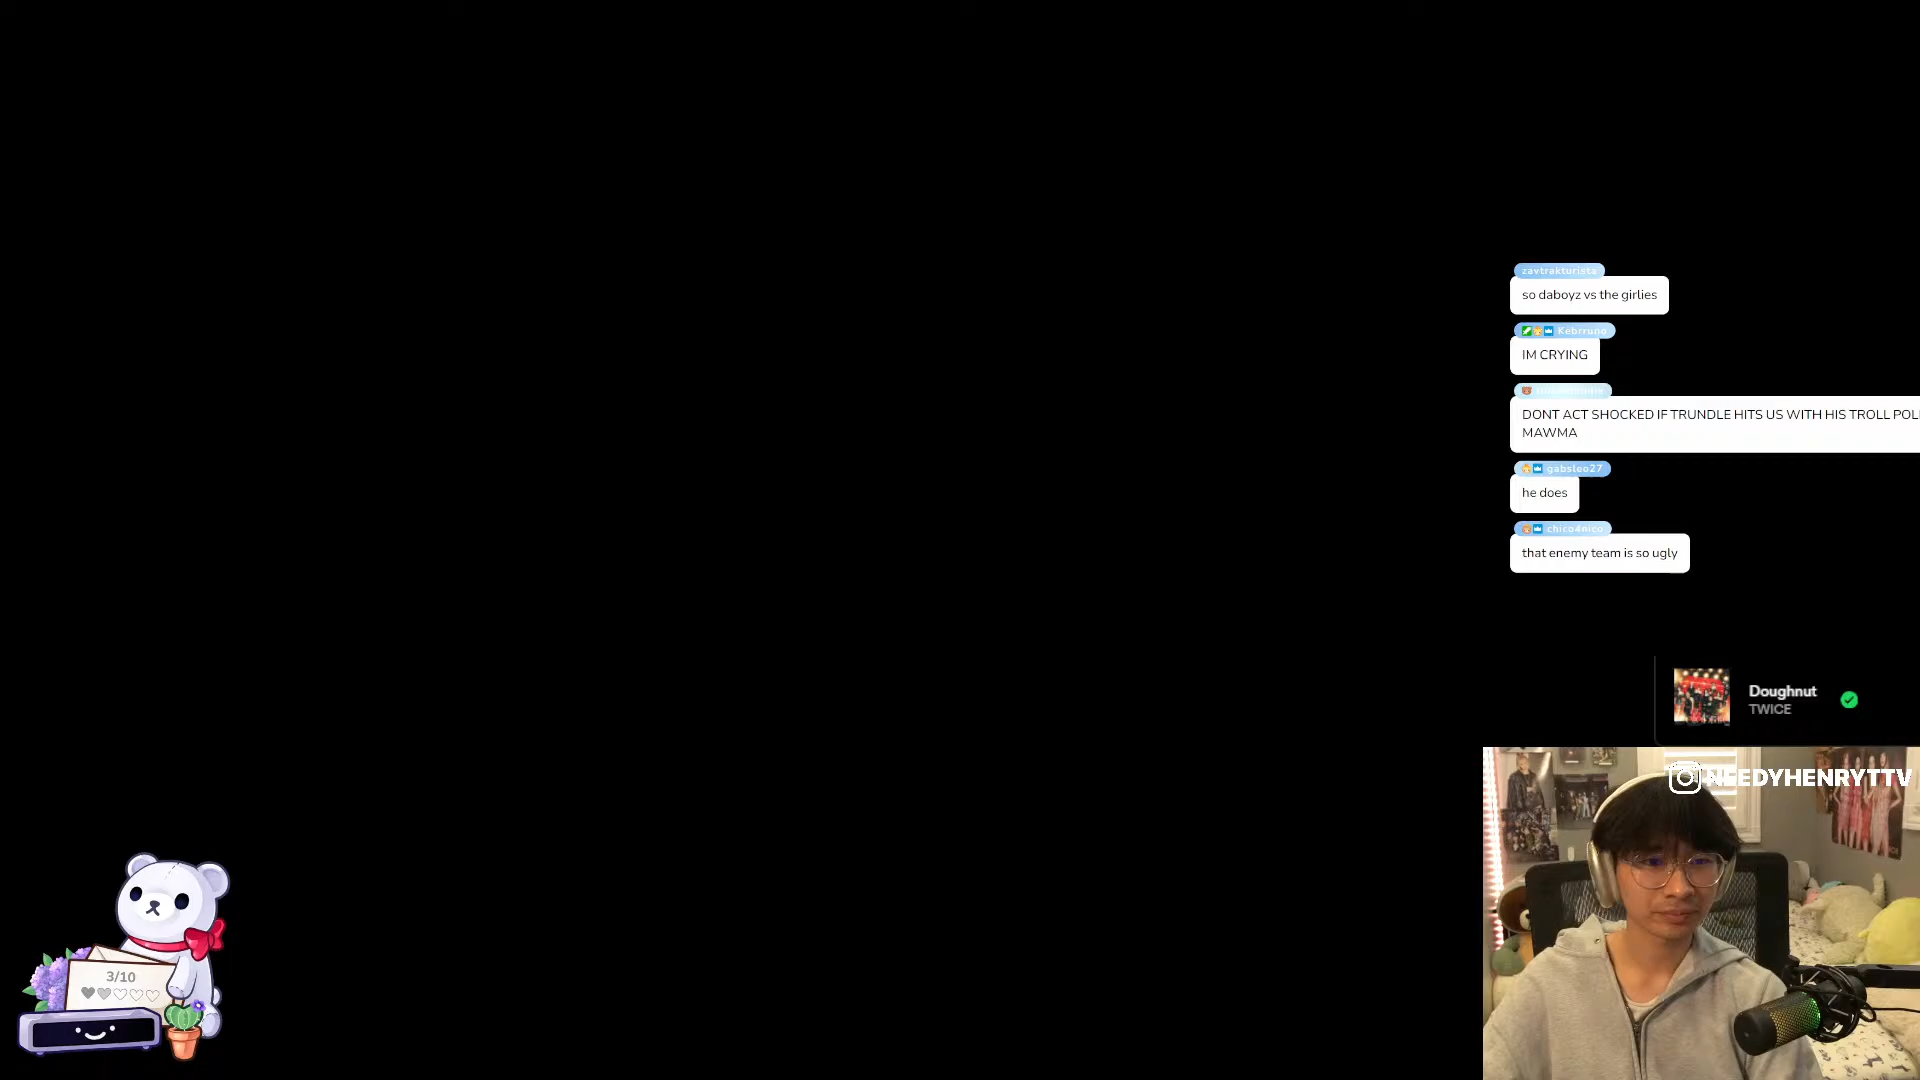 zavtrakturista
so daboyz vs the girlies
Kebrruno
IM CRYING
DONT ACT SHOCKED IF TRUNDLE HITS US WITH HIS TROLL POL
MAWMA
gabsleo27
he does
chico4nico
that enemy team is so ugly
Doughnut
TWICE
NEEDYHENRYTTV
3/10